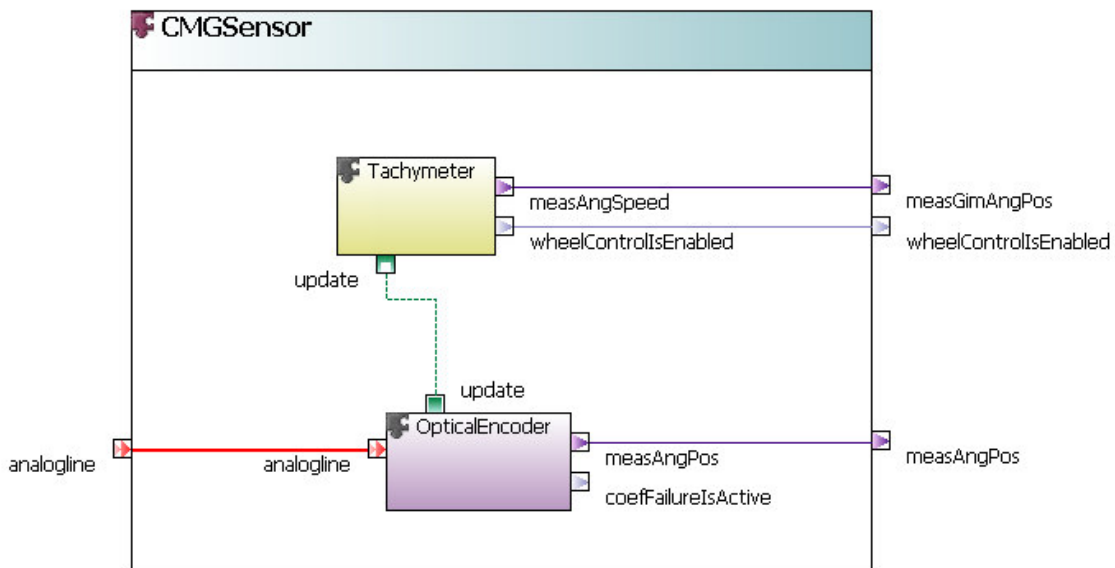 CMGSensor
Tachymeter
measAngSpeed
measGimAngPos
wheelControlIsEnabled
wheelControlIsEnabled
update
update
OpticalEncoder
analogline
analogline
measAngPos
measAngPos
coefFailureIsActive